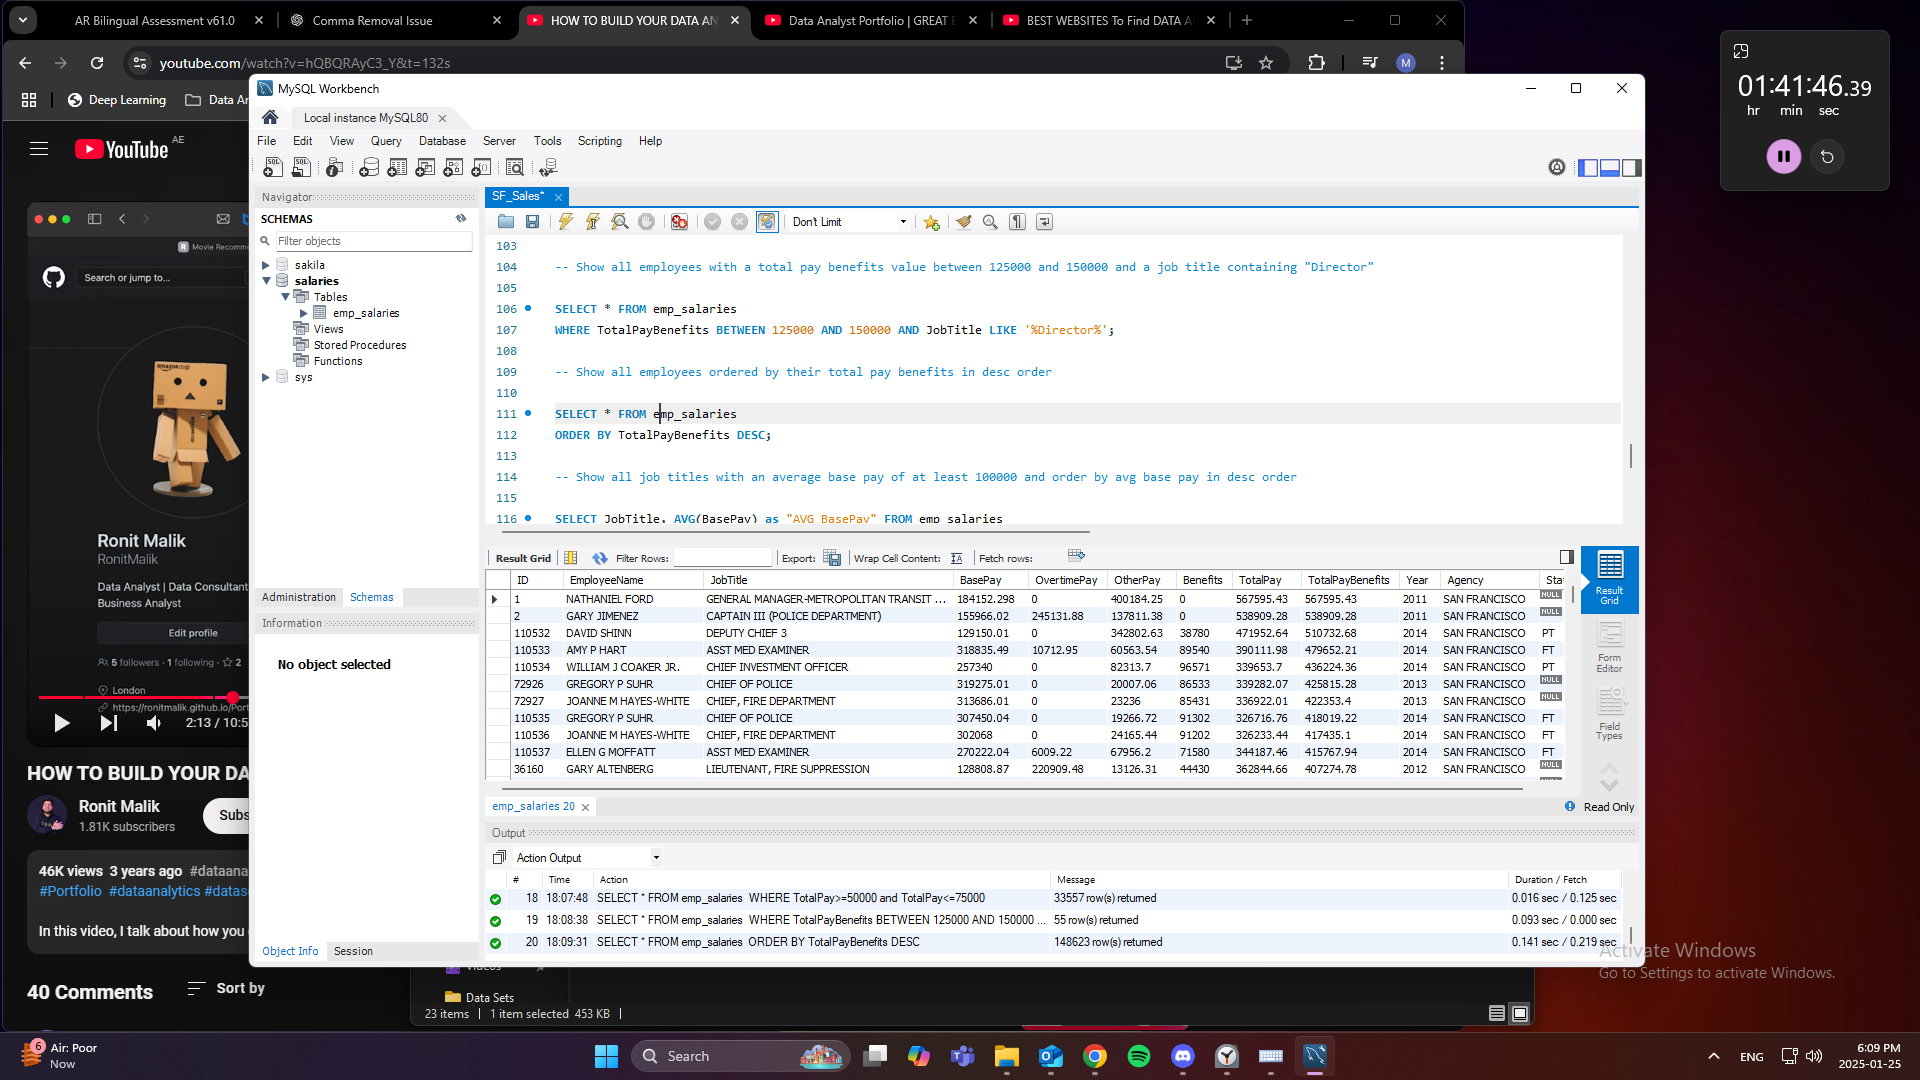 AR Bilingual Assessment v61.0
Comma Removal Issue
HOW TO BUILD YOUR DATA AN
Data Analyst Portfolio | GREAT E
BEST WEBSITES To Find DATA A
youtube.com/watch?v=hQBQRAyC3_Y&t=132s
M
Deep Learning
Data An
YouTube AE
01:41:46.39
hr min sec
MySQL Workbench
Local instance MySQL80
File Edit View Query Database Server Tools Scripting Help
Navigator
SCHEMAS
Filter objects
sakila
salaries
Tables
emp_salaries
Views
Stored Procedures
Functions
sys
Administration Schemas
Information
No object selected
Object Info Session
SF_Sales*
Don't Limit
103
104 -- Show all employees with a total pay benefits value between 125000 and 150000 and a job title containing "Director"
105
106 SELECT * FROM emp_salaries
107 WHERE TotalPayBenefits BETWEEN 125000 AND 150000 AND JobTitle LIKE '%Director%';
108
109 -- Show all employees ordered by their total pay benefits in desc order
110
111 SELECT * FROM emp_salaries
112 ORDER BY TotalPayBenefits DESC;
113
114 -- Show all job titles with an average base pay of at least 100000 and order by avg base pay in desc order
115
116 SELECT JobTitle, AVG(BasePay) as "AVG BasePay" FROM emp_salaries
Result Grid Filter Rows: Export: Wrap Cell Content: Fetch rows:
ID EmployeeName JobTitle BasePay OvertimePay OtherPay Benefits TotalPay TotalPayBenefits Year Agency Sta
1 NATHANIEL FORD GENERAL MANAGER-METROPOLITAN TRANSIT ... 184152.298 0 400184.25 0 567595.43 567595.43 2011 SAN FRANCISCO NULL
2 GARY JIMENEZ CAPTAIN III (POLICE DEPARTMENT) 155966.02 245131.88 137811.38 0 538909.28 538909.28 2011 SAN FRANCISCO NULL
110532 DAVID SHINN DEPUTY CHIEF 3 129150.01 0 342802.63 38780 471952.64 510732.68 2014 SAN FRANCISCO PT
110533 AMY P HART ASST MED EXAMINER 318835.49 10712.95 60563.54 89540 390111.98 479652.21 2014 SAN FRANCISCO FT
110534 WILLIAM J COAKER JR. CHIEF INVESTMENT OFFICER 257340 0 82313.7 96571 339653.7 436224.36 2014 SAN FRANCISCO PT
72926 GREGORY P SUHR CHIEF OF POLICE 319275.01 0 20007.06 86533 339282.07 425815.28 2013 SAN FRANCISCO NULL
72927 JOANNE M HAYES-WHITE CHIEF, FIRE DEPARTMENT 313686.01 0 23236 85431 336922.01 422353.4 2013 SAN FRANCISCO NULL
110535 GREGORY P SUHR CHIEF OF POLICE 307450.04 0 19266.72 91302 326716.76 418019.22 2014 SAN FRANCISCO FT
110536 JOANNE M HAYES-WHITE CHIEF, FIRE DEPARTMENT 302068 0 24165.44 91202 326233.44 417435.1 2014 SAN FRANCISCO FT
110537 ELLEN G MOFFATT ASST MED EXAMINER 270222.04 6009.22 67956.2 71580 344187.46 415767.94 2014 SAN FRANCISCO FT
36160 GARY ALTENBERG LIEUTENANT, FIRE SUPPRESSION 128808.87 220909.48 13126.31 44430 362844.66 407274.78 2012 SAN FRANCISCO NULL
Result Grid
Form Editor
Field Types
emp_salaries 20
Read Only
Output
Action Output
# Time Action Message Duration / Fetch
18 18:07:48 SELECT * FROM emp_salaries WHERE TotalPay>=50000 and TotalPay<=75000 33557 row(s) returned 0.016 sec / 0.125 sec
19 18:08:38 SELECT * FROM emp_salaries WHERE TotalPayBenefits BETWEEN 125000 AND 150000 ... 55 row(s) returned 0.093 sec / 0.000 sec
20 18:09:31 SELECT * FROM emp_salaries ORDER BY TotalPayBenefits DESC 148623 row(s) returned 0.141 sec / 0.219 sec
Movie Recomm
Search or jump to...
amazon.co.jp
Ronit Malik
RonitMalik
Data Analyst | Data Consultant
Business Analyst
Edit profile
5 followers · 1 following · 2
London
https://ronitmalik.github.io/Port
2:13 / 10:5
HOW TO BUILD YOUR DA
Ronit Malik
1.81K subscribers
Subs
46K views 3 years ago #dataana
#Portfolio #dataanalytics #datas
In this video, I talk about how you
40 Comments
Sort by
Videos
Data Sets
23 items 1 item selected 453 KB
Activate Windows
Go to Settings to activate Windows.
6
Air: Poor
Now
Search
ENG
6:09 PM
2025-01-25